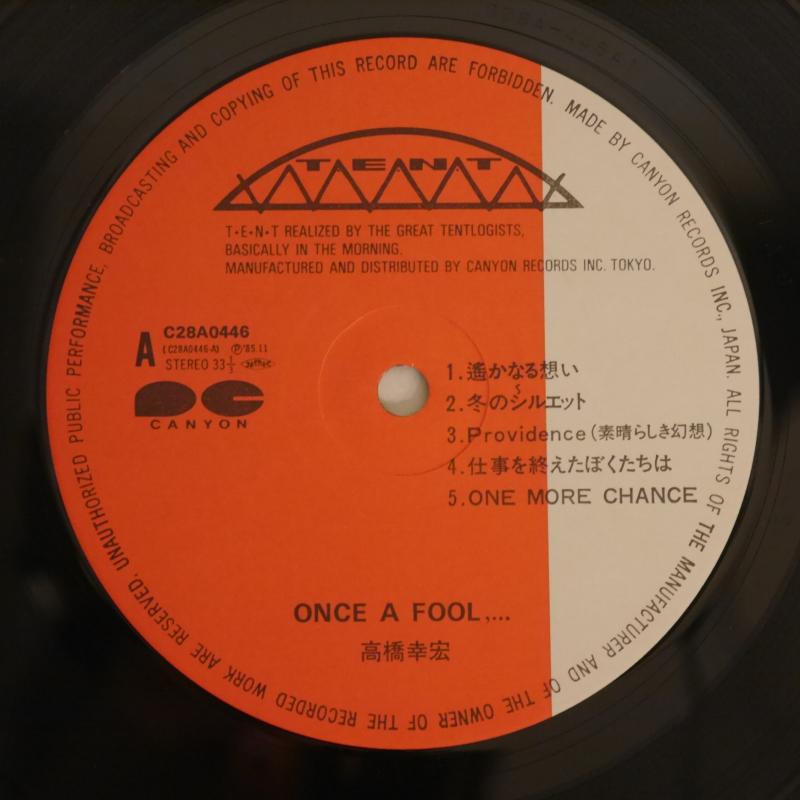 UNAUTHORIZED PUBLIC PERFORMANCE, BROADCASTING AND COPYING OF THIS RECORD ARE FORBIDDEN. MADE BY CANYON RECORDS INC., JAPAN. ALL RIGHTS OF THE MANUFACTURER AND OF THE OWNER OF THE RECORDED WORK ARE RESERVED.
TENT
T•E•N•T REALIZED BY THE GREAT TENTLOGISTS,
BASICALLY IN THE MORNING.
MANUFACTURED AND DISTRIBUTED BY CANYON RECORDS INC. TOKYO.
A
C28A0446
(C28A0446-A) Ⓟ'85.11
STEREO 33 1/3
CANYON
1.遙かなる想い
〜
2.冬のシルエット
3.Providence(素晴らしき幻想)
4.仕事を終えたぼくたちは
5.ONE MORE CHANCE
ONCE A FOOL,...
高橋幸宏